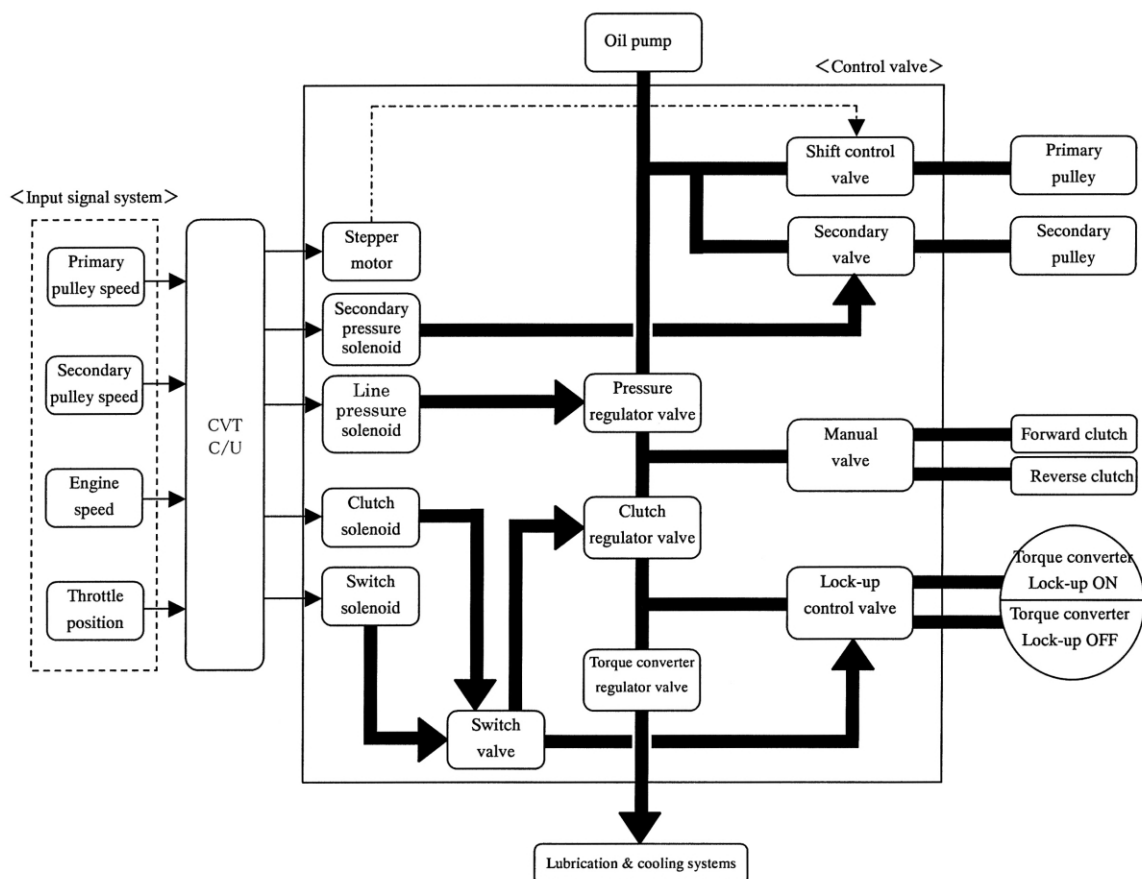 Oil pump
<Control valve>
Shift control
valve
Primary
pulley
<Input signal system>
Stepper
motor
Secondary
valve
Secondary
pulley
Primary
pulley speed
Secondary
pressure
solenoid
Secondary
pulley speed
Line
pressure
solenoid
Pressure
regulator valve
CVT
C/U
Manual
valve
Forward clutch
Reverse clutch
Engine
speed
Clutch
solenoid
Clutch
regulator valve
Switch
solenoid
Lock-up
control valve
Torque converter
Lock-up ON
Torque converter
Lock-up OFF
Throttle
position
Torque converter
regulator valve
Switch
valve
Lubrication & cooling systems